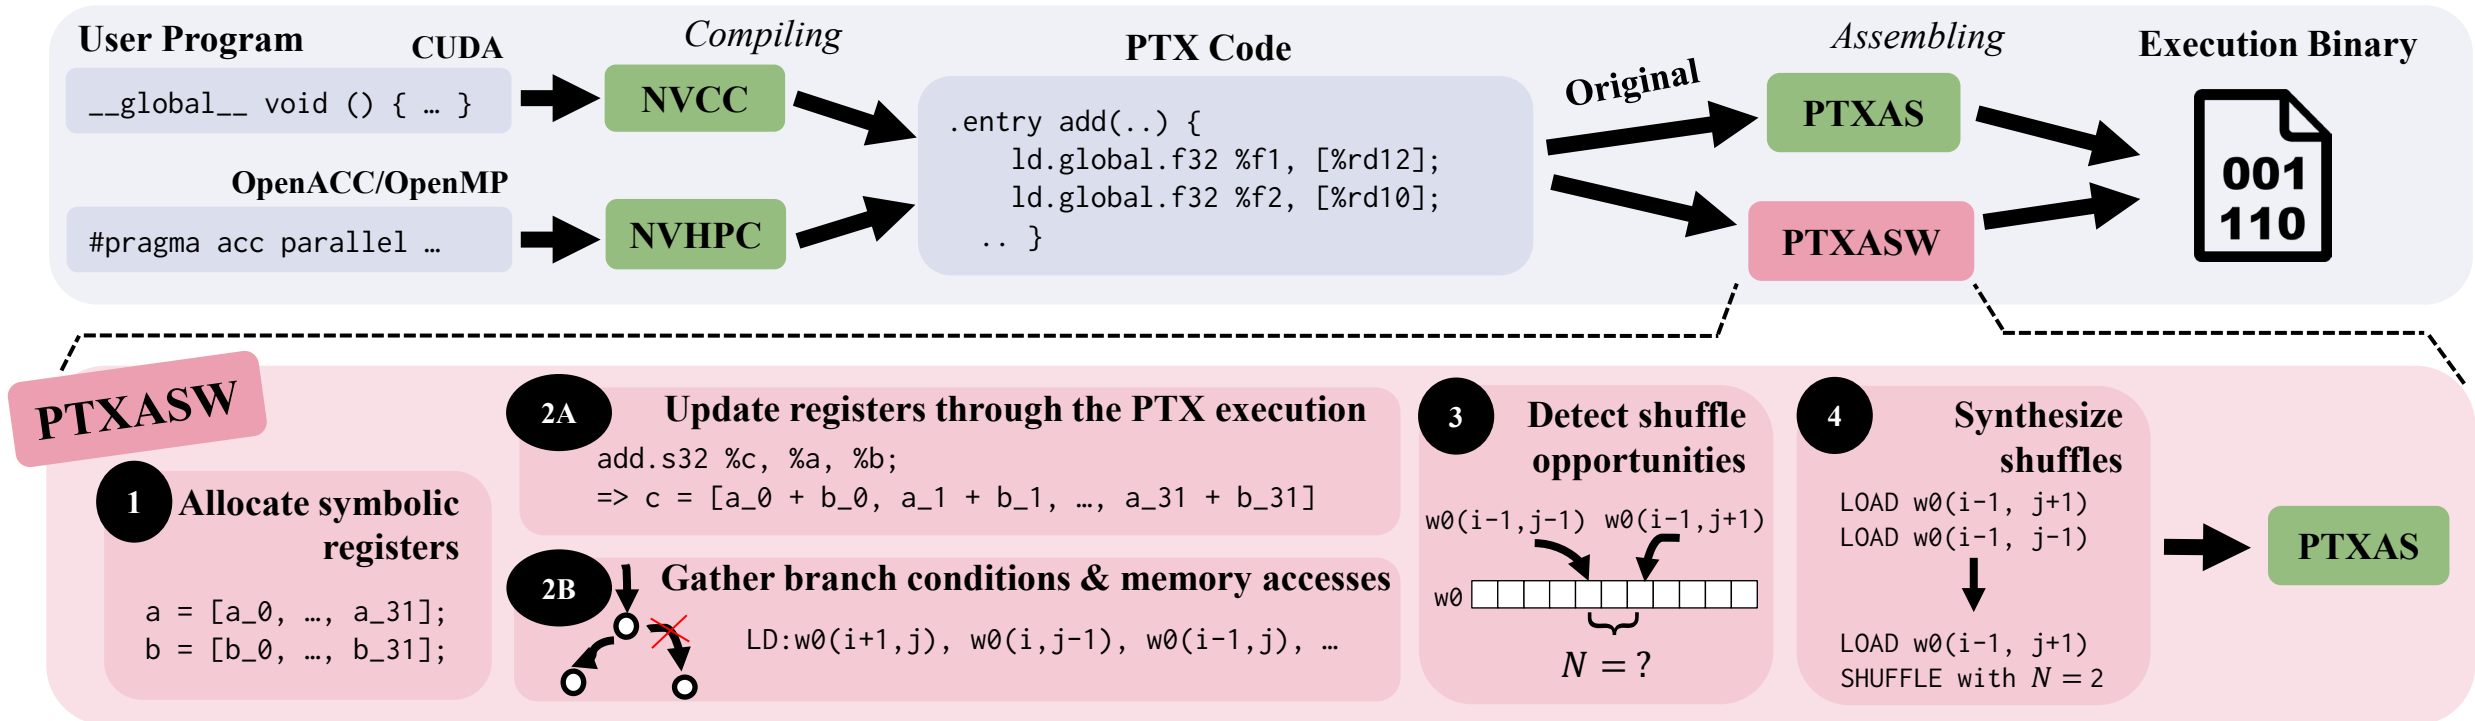 User Program
CUDA
Compiling
PTX Code
Assembling
Execution Binary
__global__ void () { … }
NVCC
Original
PTXAS
.entry add(..) {
ld.global.f32 %f1, [%rd12];
ld.global.f32 %f2, [%rd10];
.. }
001
110
OpenACC/OpenMP
#pragma acc parallel …
NVHPC
PTXASW
PTXASW
1
Allocate symbolic
registers
a = [a_0, …, a_31];
b = [b_0, …, b_31];
2A
Update registers through the PTX execution
add.s32 %c, %a, %b;
=> c = [a_0 + b_0, a_1 + b_1, …, a_31 + b_31]
2B
Gather branch conditions & memory accesses
LD:w0(i+1,j), w0(i,j-1), w0(i-1,j), …
3
Detect shuffle
opportunities
w0(i-1,j-1) w0(i-1,j+1)
w0
N = ?
4
Synthesize
shuffles
LOAD w0(i-1, j+1)
LOAD w0(i-1, j-1)
LOAD w0(i-1, j+1)
SHUFFLE with N = 2
PTXAS